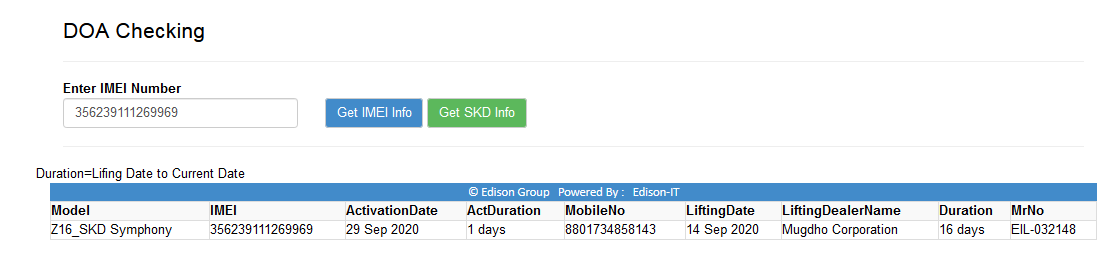 DOA Checking
Enter IMEI Number
356239111269969 Get IMEI Info Get SKD Info
Duration=Lifing Date to Current Date
© Edison Group Powered By : Edison-IT
Model IMEI ActivationDate ActDuration MobileNo LiftingDate LiftingDealerName Duration MrNo
Z16_SKD Symphony 356239111269969 29 Sep 2020 1 days 8801734858143 14 Sep 2020 Mugdho Corporation 16 days EIL-032148